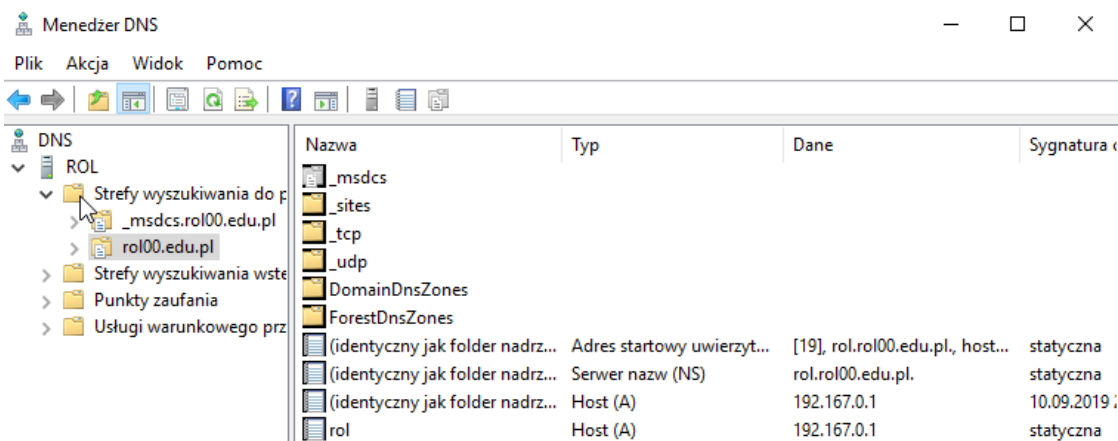 Menedżer DNS
Plik Akcja Widok Pomoc
DNS
ROL
Strefy wyszukiwania do p
_msdcs.rol00.edu.pl
rol00.edu.pl
Strefy wyszukiwania wste
Punkty zaufania
Usługi warunkowego prz
Nazwa Typ Dane Sygnatura
_msdcs
_sites
_tcp
_udp
DomainDnsZones
ForestDnsZones
(identyczny jak folder nadrz... Adres startowy uwierzyt... [19], rol.rol00.edu.pl., host... statyczna
(identyczny jak folder nadrz... Serwer nazw (NS) rol.rol00.edu.pl. statyczna
(identyczny jak folder nadrz... Host (A) 192.167.0.1 10.09.2019
rol Host (A) 192.167.0.1 statyczna